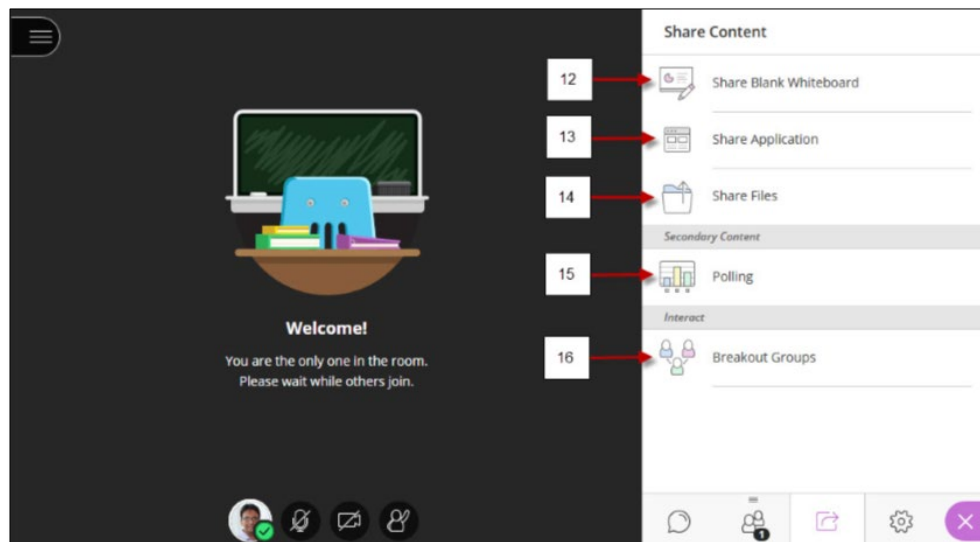 Share Content
12
Share Blank Whiteboard
13
Share Application
14
Share Files
Secondary Content
15
Polling
Interact
16
Breakout Groups
Welcome!
You are the only one in the room.
Please wait while others join.
1